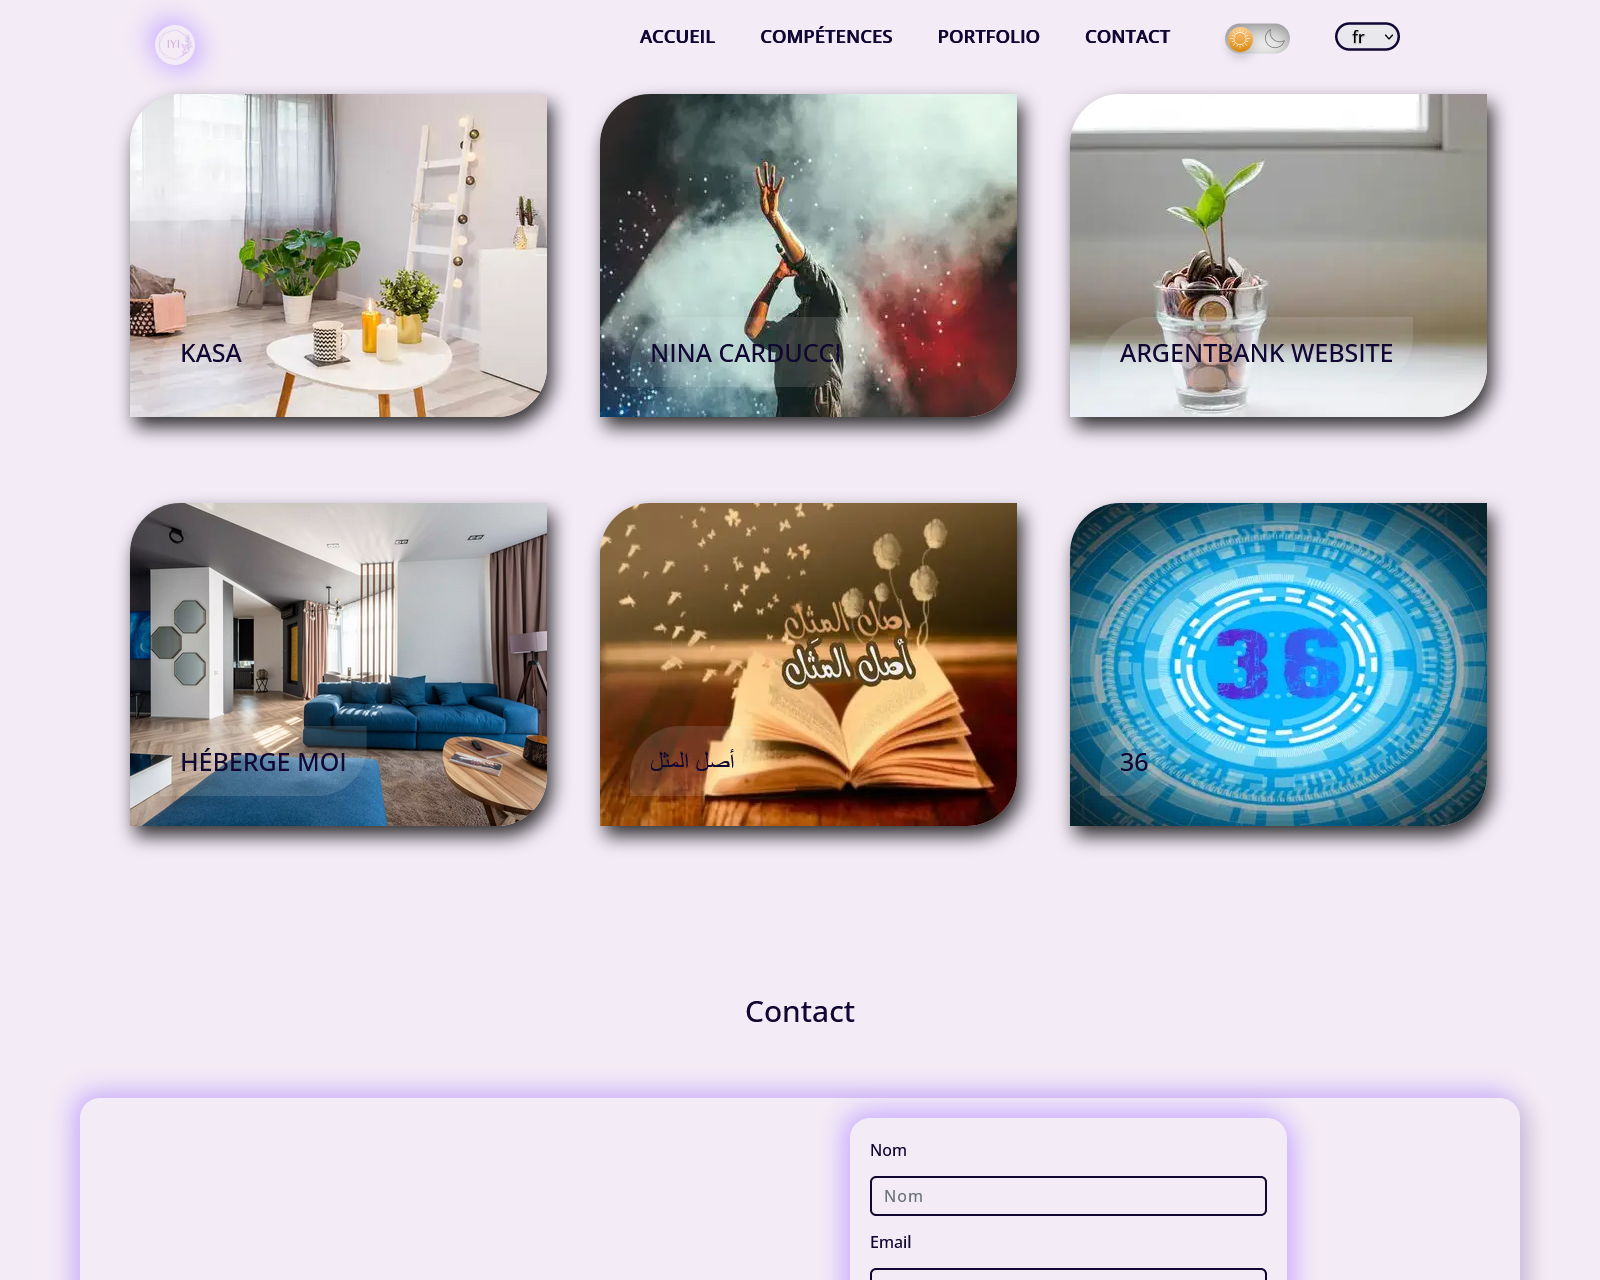 IYI
ACCUEIL COMPÉTENCES PORTFOLIO CONTACT fr
KASA
NINA CARDUCCI
ARGENTBANK WEBSITE
أصل المثل
أصل المثل
36
HÉBERGE MOI
أصل المثل
36
Contact
Nom
Nom
Email